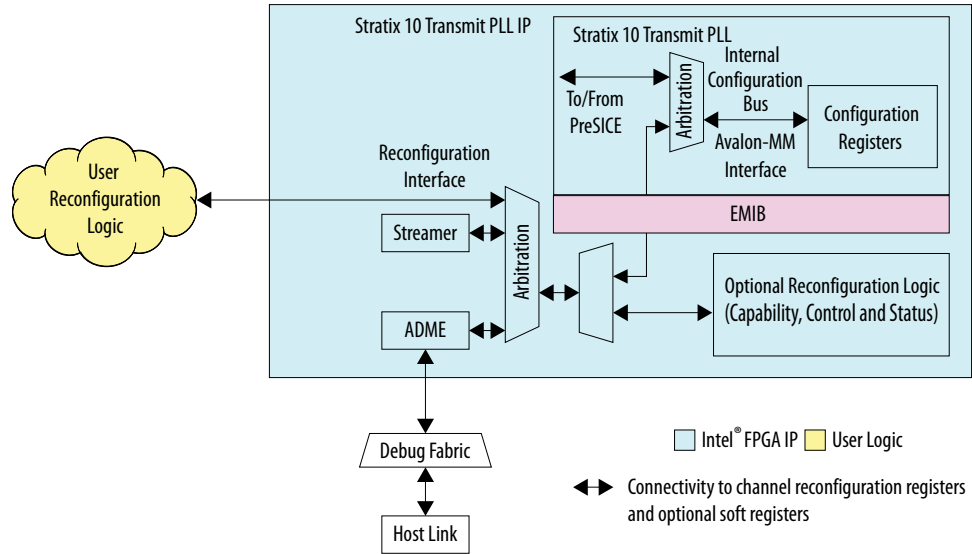 Stratix 10 Transmit PLL IP
Stratix 10 Transmit PLL
Internal
Configuration
Bus
To/From
PreSICE
Arbitration
Avalon-MM
Interface
Configuration
Registers
User
Reconfiguration
Logic
Reconfiguration
Interface
EMIB
Streamer
Arbitration
Optional Reconfiguration Logic
(Capability, Control and Status)
ADME
Debug Fabric
Host Link
Intel® FPGA IP
User Logic
Connectivity to channel reconfiguration registers
and optional soft registers